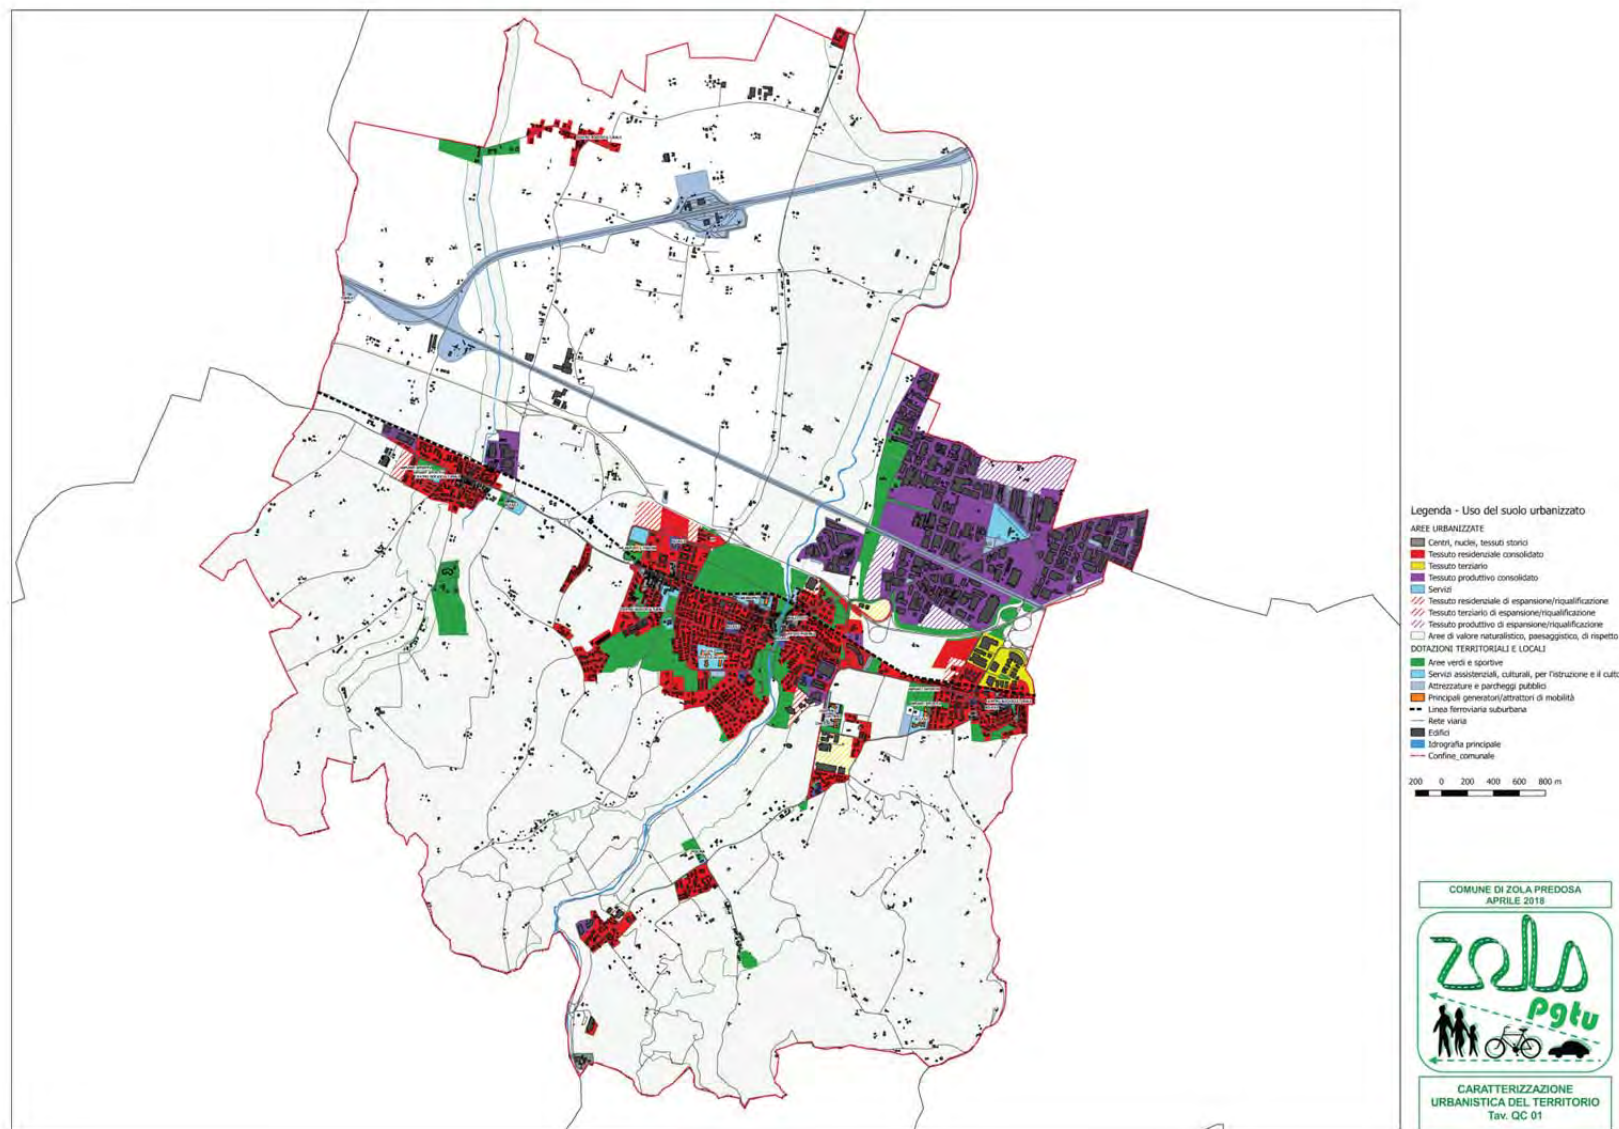 Legenda - Uso del suolo urbanizzato
AREE URBANIZZATE
Centri, nuclei, tessuti storici
Tessuto residenziale consolidato
Tessuto terziario
Tessuto produttivo consolidato
Servizi
Tessuto residenziale di espansione/riqualificazione
Tessuto terziario di espansione/riqualificazione
Tessuto produttivo di espansione/riqualificazione
Aree di valore naturalistico, paesaggistico, di rispetto
DOTAZIONI TERRITORIALI E LOCALI
Aree verdi e sportive
Servizi assistenziali, culturali, per l'istruzione e il culto
Attrezzature e parcheggi pubblici
Principali generatori/attrattori di mobilità
Linea ferroviaria suburbana
Rete viaria
Edifici
Idrografia principale
Confine_comunale
200 0 200 400 600 800 m
COMUNE DI ZOLA PREDOSA
APRILE 2018
zola
pgtu
CARATTERIZZAZIONE
URBANISTICA DEL TERRITORIO
Tav. QC 01